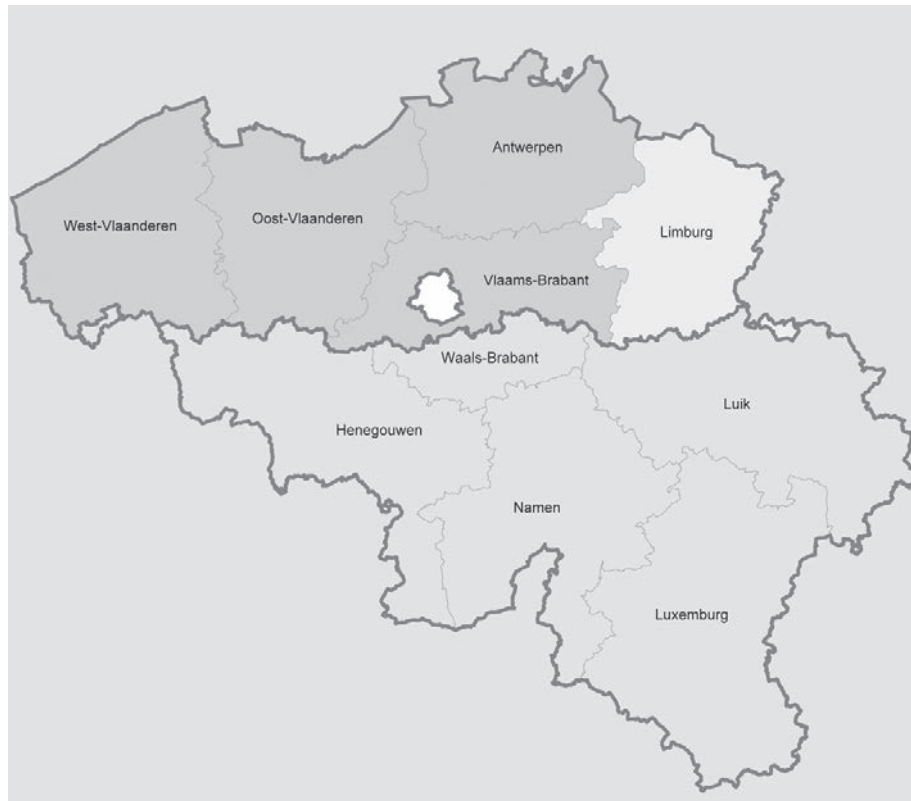 Antwerpen
West-Vlaanderen
Oost-Vlaanderen
Limburg
Vlaams-Brabant
Waals-Brabant
Luik
Henegouwen
Namen
Luxemburg